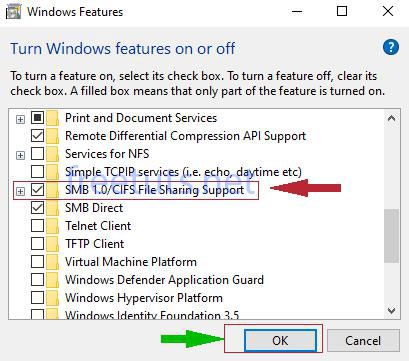 Windows Features
Turn Windows features on or off
To turn a feature on, select its check box. To turn a feature off, clear its
check box. A filled box means that only part of the feature is turned on.
Print and Document Services
Remote Differential Compression API Support
Services for NFS
Simple TCPIP services (i.e. echo, daytime etc)
freetuts.net
SMB 1.0/CIFS File Sharing Support
SMB Direct
Telnet Client
TFTP Client
Virtual Machine Platform
Windows Defender Application Guard
Windows Hypervisor Platform
Windows Identity Foundation 3.5
OK
Cancel